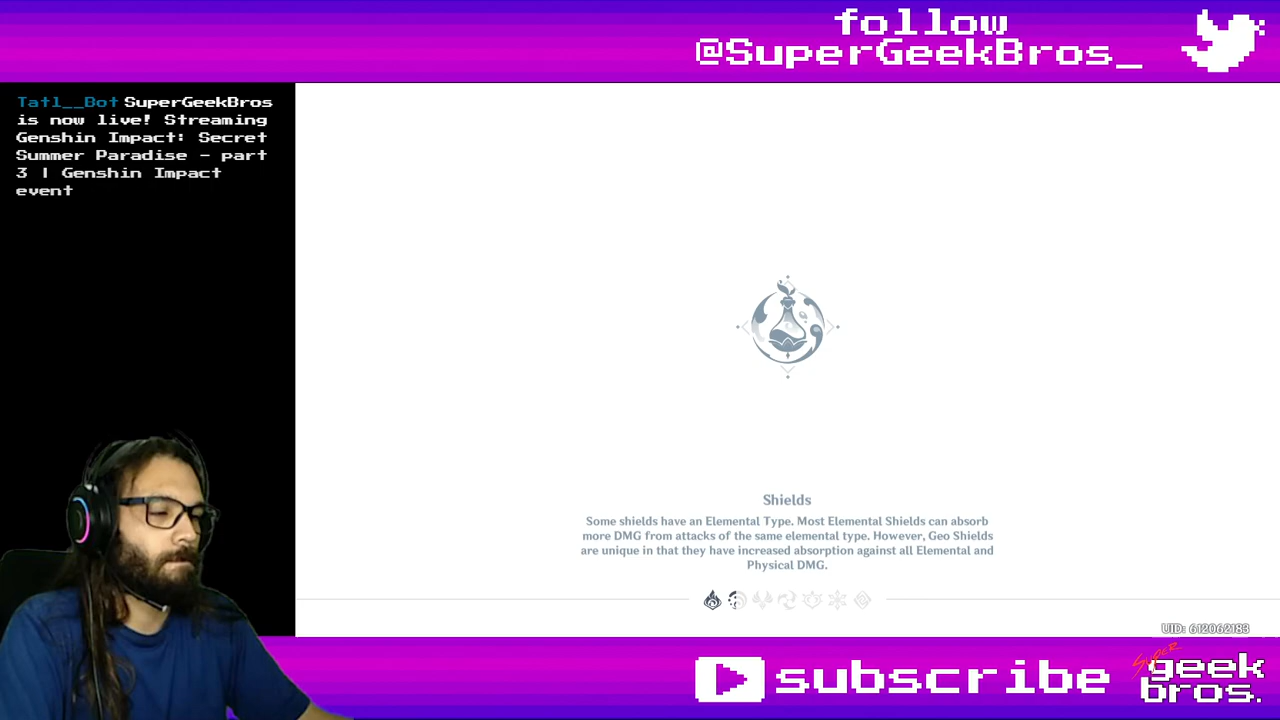 follow
@SuperGeekBros_
Tatl__Bot SuperGeekBros
is now live! Streaming
Genshin Impact: Secret
Summer Paradise - part
3 | Genshin Impact
event
Shields
Some shields have an Elemental Type. Most Elemental Shields can absorb
more DMG from attacks of the same elemental type. However, Geo Shields
are unique in that they have increased absorption against all Elemental and
Physical DMG.
UID: 612062183
subscribe
SUPER
geek
bros.